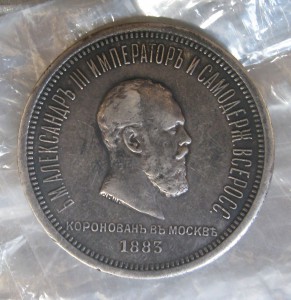 Б.М.АЛЕКСАНДРЪ III ИМПЕРАТОРЪ И САМОДЕРЖ. ВСЕРОСС.
КОРОНОВАНЪ ВЪ МОСКВѢ
1883